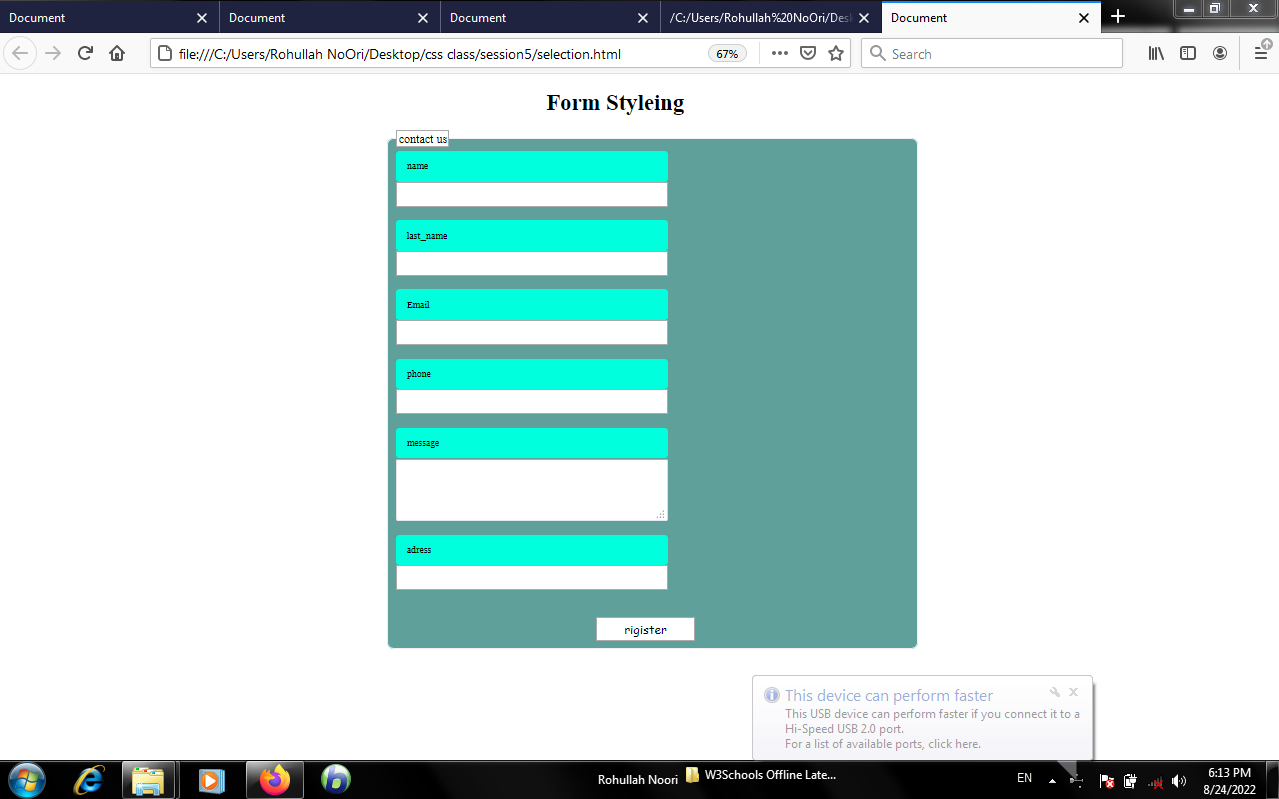 Document
Document
Document
/C:/Users/Rohullah%20NoOri/Des
Document
file:///C:/Users/Rohullah NoOri/Desktop/css class/session5/selection.html
67%
Search
Form Styleing
contact us
name
last_name
Email
phone
message
adress
rigister
This device can perform faster
This USB device can perform faster if you connect it to a
Hi-Speed USB 2.0 port.
For a list of available ports, click here.
Rohullah Noori
W3Schools Offline Late...
EN
6:13 PM
8/24/2022